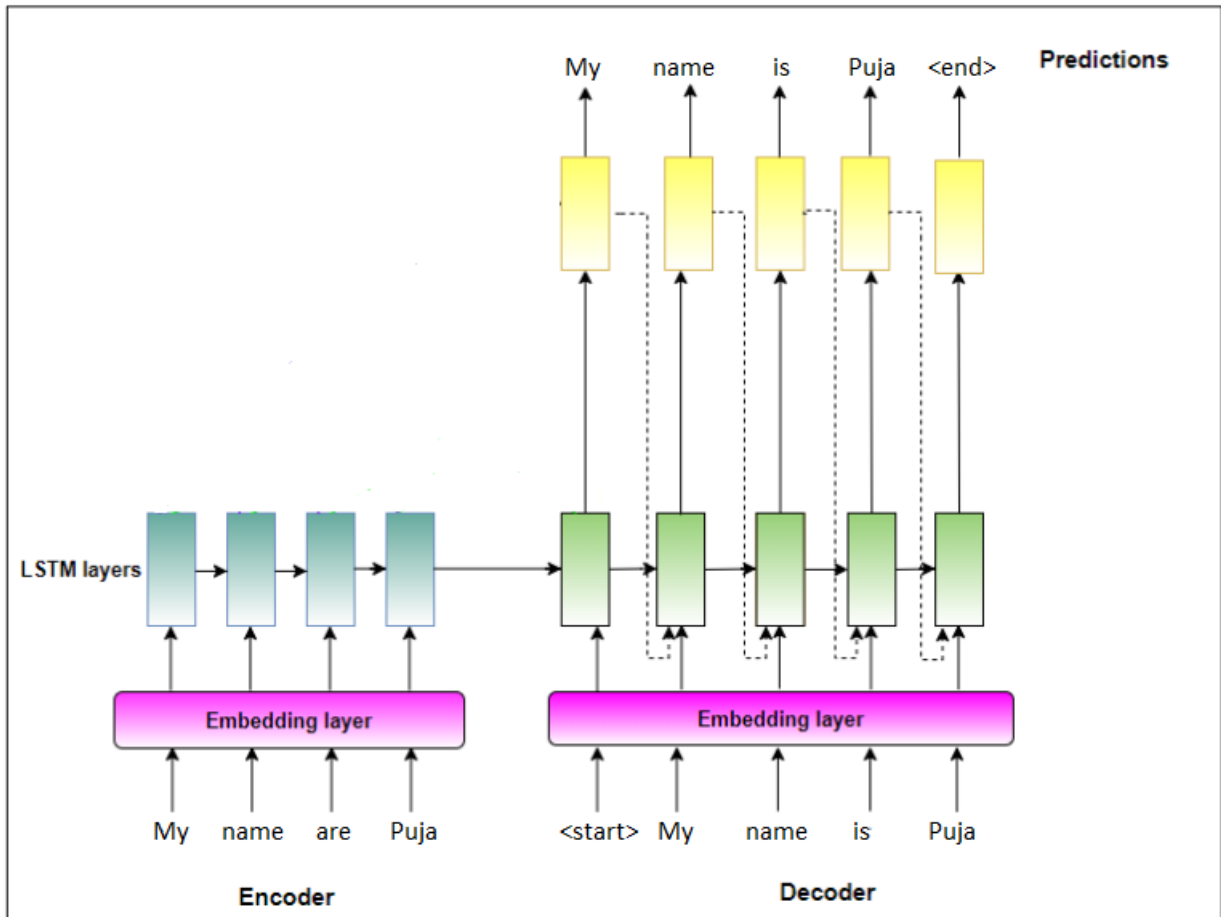 My name is Puja <end> Predictions
LSTM layers
Embedding layer Embedding layer
My name are Puja <start> My name is Puja
Encoder Decoder